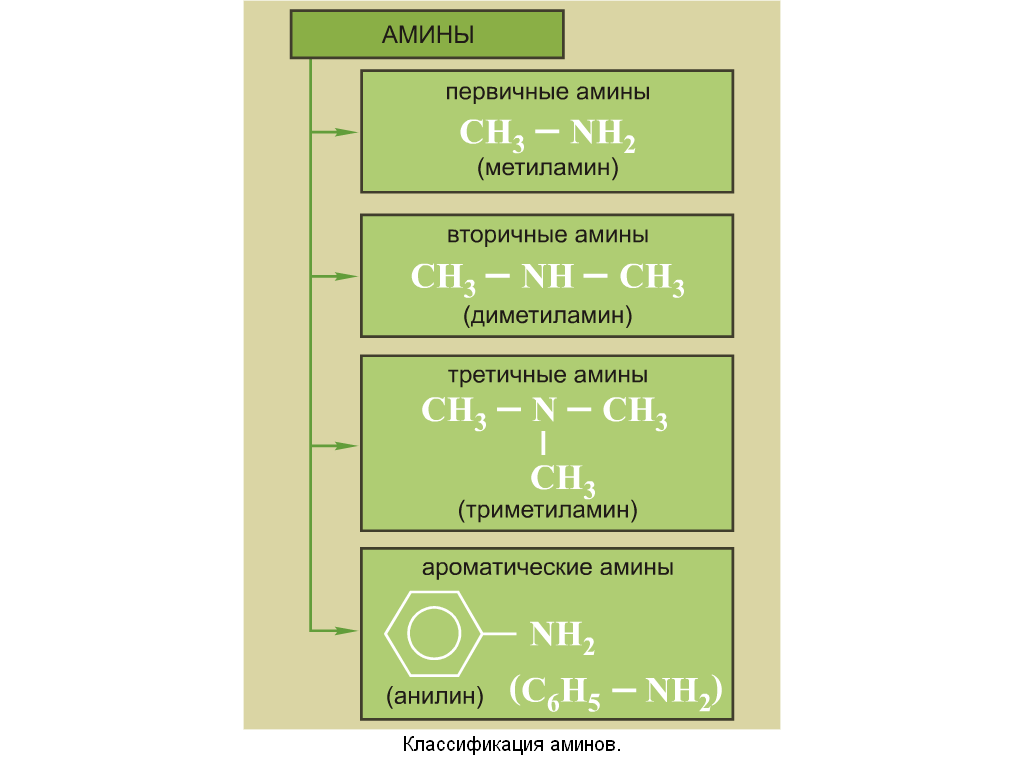 АМИНЫ
первичные амины
CH₃ – NH₂
(метиламин)
вторичные амины
CH₃ – NH – CH₃
(диметиламин)
третичные амины
CH₃ – N – CH₃
|
CH₃
(триметиламин)
ароматические амины
NH₂
(анилин) (C₆H₅ – NH₂)
Классификация аминов.